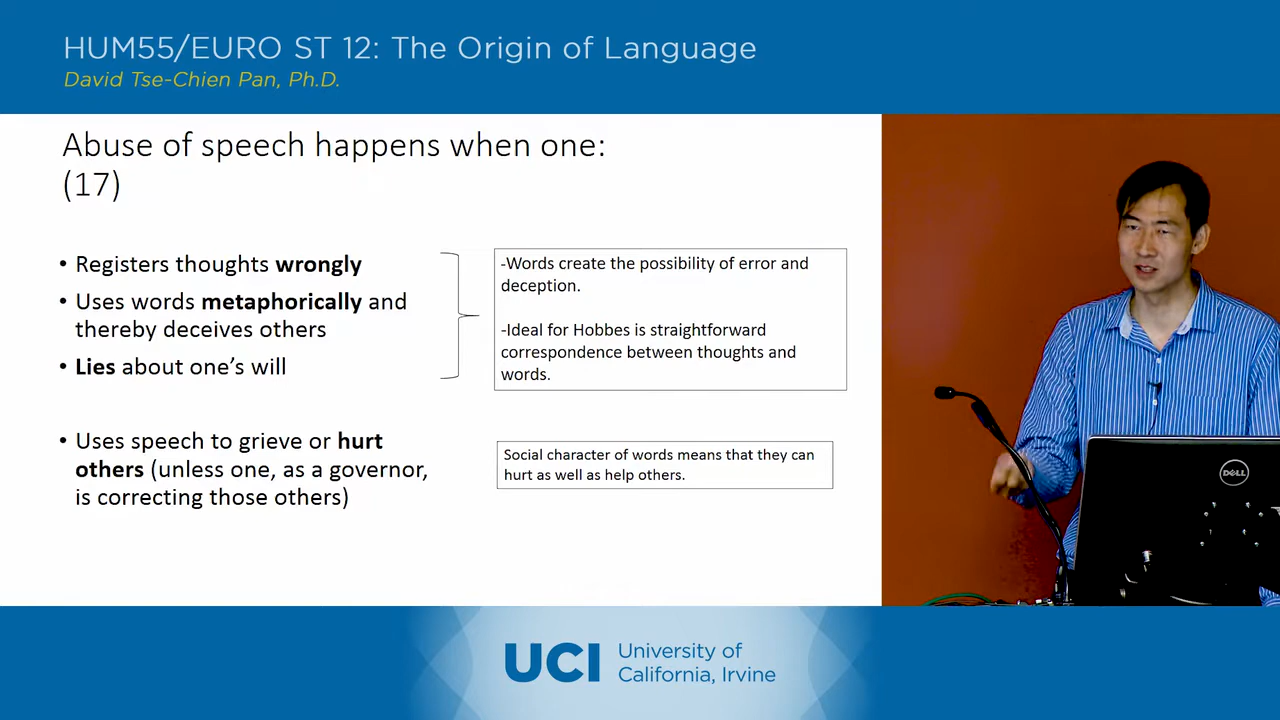 HUM55/EURO ST 12: The Origin of Language
David Tse-Chien Pan, Ph.D.
Abuse of speech happens when one:
(17)
• Registers thoughts wrongly
• Uses words metaphorically and
thereby deceives others
• Lies about one's will
-Words create the possibility of error and
deception.
-Ideal for Hobbes is straightforward
correspondence between thoughts and
words.
• Uses speech to grieve or hurt
others (unless one, as a governor,
is correcting those others)
Social character of words means that they can
hurt as well as help others.
DELL
UCI
University of
California, Irvine